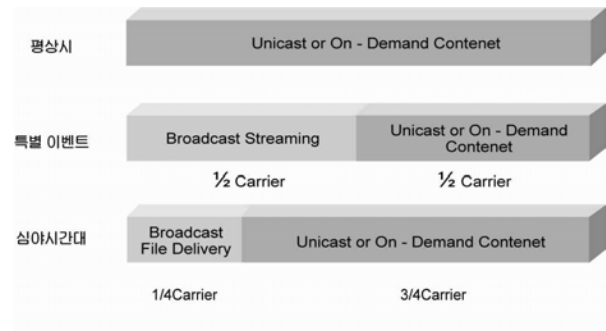 평상시
Unicast or On - Demand Contenet
특별 이벤트
Broadcast Streaming
Unicast or On - Demand
Contenet
½ Carrier
½ Carrier
심야시간대
Broadcast
File Delivery
Unicast or On - Demand Contenet
1/4Carrier
3/4Carrier